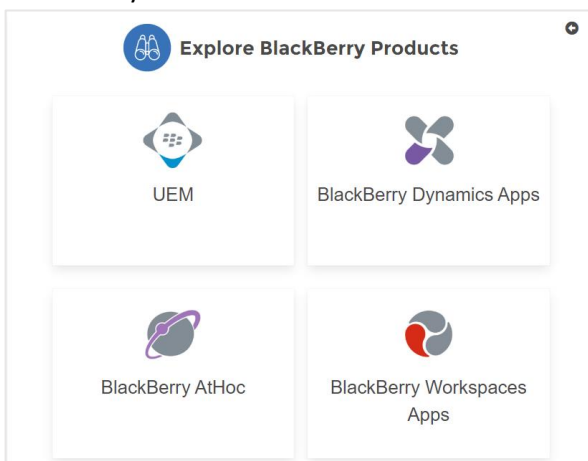 Explore BlackBerry Products
UEM
BlackBerry Dynamics Apps
BlackBerry AtHoc
BlackBerry Workspaces
Apps